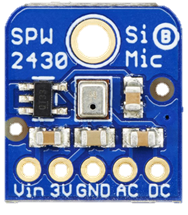 SPW Si B
2430 Mic
Vin 3V GND AC DC